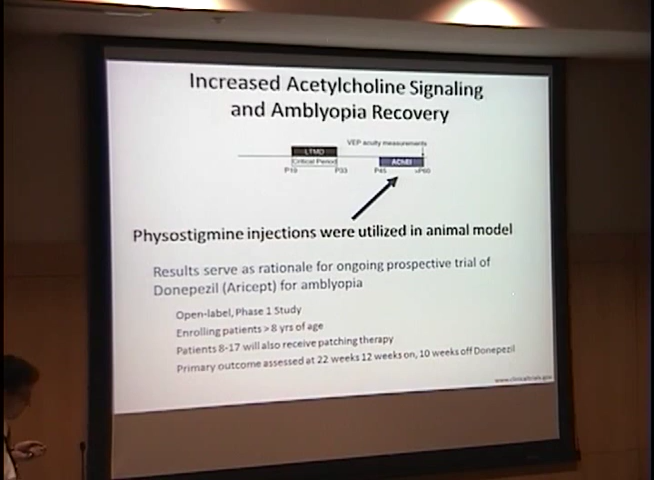 Increased Acetylcholine Signaling
and Amblyopia Recovery
VEP acuity measurements
LTMD
AChEI
Critical Period
P19 P33 P45 >P60
Physostigmine injections were utilized in animal model
Results serve as rationale for ongoing prospective trial of
Donepezil (Aricept) for amblyopia
Open-label, Phase 1 Study
Enrolling patients > 8 yrs of age
Patients 8-17 will also receive patching therapy
Primary outcome assessed at 22 weeks 12 weeks on, 10 weeks off Donepezil
www.clinicaltrials.gov